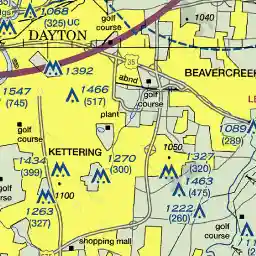 1068
(325) UC
DAYTON
golf
course
1040
35
1392
abnd
BEAVERCREEK
1547
(745)
1466
(517)
golf
course
plant
golf
course
1089
(289)
KETTERING
1050
1434
(399)
1270
(300)
1327
(320)
1463
(475)
1100
1263
(327)
1222
(260)
shopping mall
golf
course